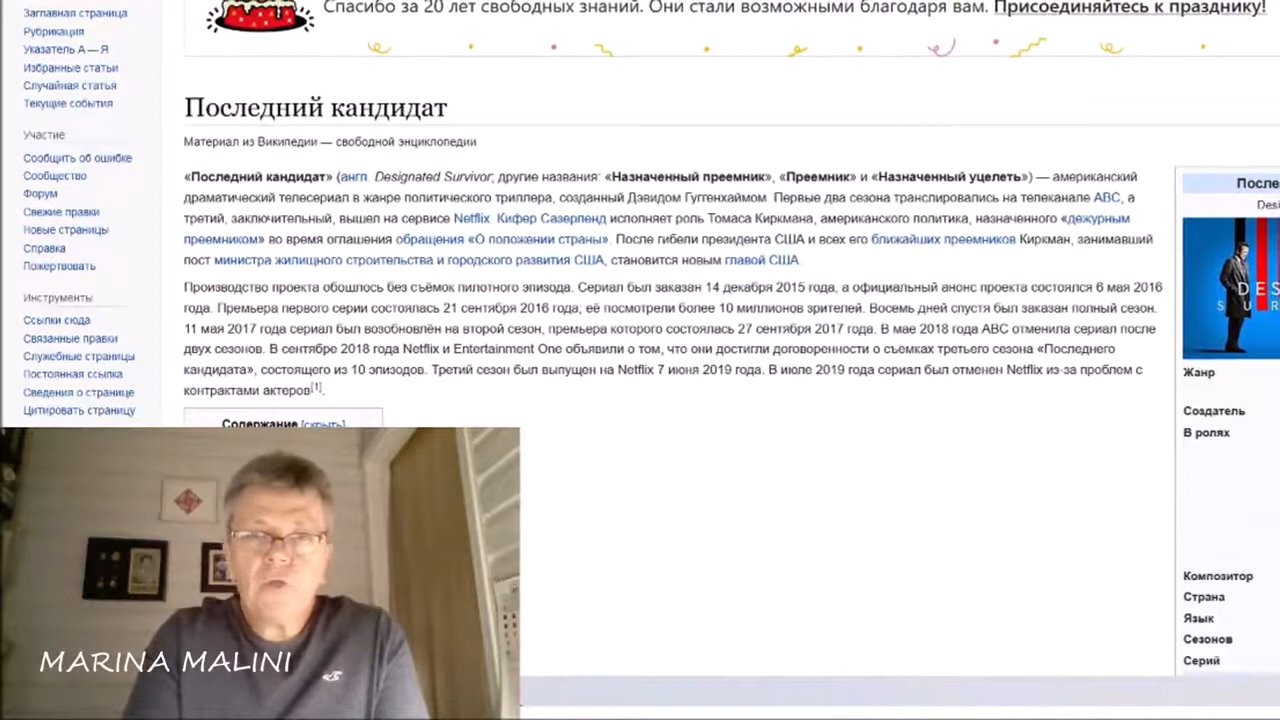 Спасибо за 20 лет свободных знаний. Они стали возможными благодаря вам. Присоединяйтесь к празднику!
Заглавная страница
Рубрикация
Указатель А — Я
Избранные статьи
Случайная статья
Текущие события
Участие
Сообщить об ошибке
Сообщество
Форум
Свежие правки
Новые страницы
Справка
Пожертвовать
Инструменты
Ссылки сюда
Связанные правки
Служебные страницы
Постоянная ссылка
Сведения о странице
Цитировать страницу
Последний кандидат
Материал из Википедии — свободной энциклопедии
«Последний кандидат» (англ. Designated Survivor; другие названия: «Назначенный преемник», «Преемник» и «Назначенный уцелеть») — американский
драматический телесериал в жанре политического триллера, созданный Дэвидом Гуггенхаймом. Первые два сезона транслировались на телеканале ABC, а
третий, заключительный, вышел на сервисе Netflix. Кифер Сазерленд исполняет роль Томаса Киркмана, американского политика, назначенного «дежурным
преемником» во время оглашения обращения «О положении страны». После гибели президента США и всех его ближайших преемников Киркман, занимавший
пост министра жилищного строительства и городского развития США, становится новым главой США.
Производство проекта обошлось без съёмок пилотного эпизода. Сериал был заказан 14 декабря 2015 года, а официальный анонс проекта состоялся 6 мая 2016
года. Премьера первого серии состоялась 21 сентября 2016 года; её посмотрели более 10 миллионов зрителей. Восемь дней спустя был заказан полный сезон.
11 мая 2017 года сериал был возобновлён на второй сезон, премьера которого состоялась 27 сентября 2017 года. В мае 2018 года ABC отменила сериал после
двух сезонов. В сентябре 2018 года Netflix и Entertainment One объявили о том, что они достигли договоренности о съёмках третьего сезона «Последнего
кандидата», состоящего из 10 эпизодов. Третий сезон был выпущен на Netflix 7 июня 2019 года. В июле 2019 года сериал был отменен Netflix из-за проблем с
контрактами актеров[1].
Содержание [скрыть]
После
Desi
DES
SUR
Жанр
Создатель
В ролях
Композитор
Страна
Язык
Сезонов
Серий
MARINA MALINI